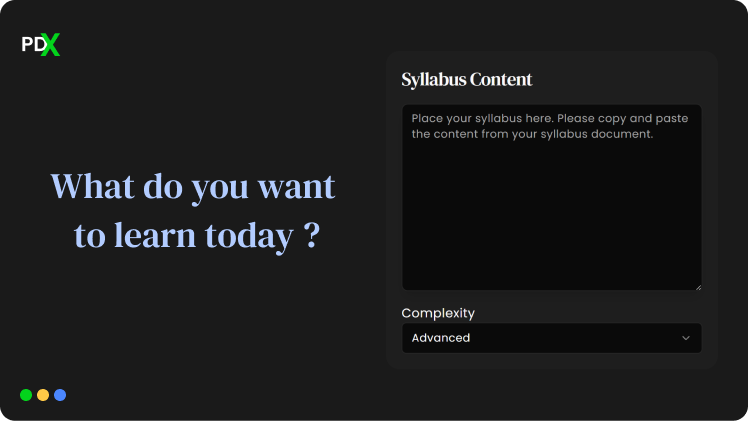 PDX
What do you want
to learn today ?
Syllabus Content
Place your syllabus here. Please copy and paste
the content from your syllabus document.
Complexity
Advanced